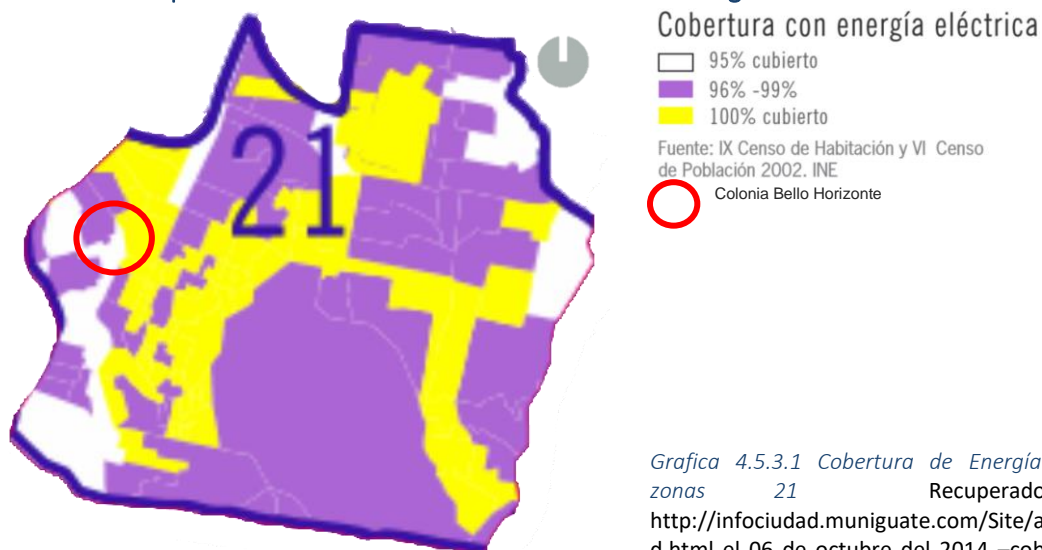 21
Cobertura con energía eléctrica
95% cubierto
96% -99%
100% cubierto
Fuente: IX Censo de Habitación y VI Censo
de Población 2002. INE
Colonia Bello Horizonte
Grafica 4.5.3.1 Cobertura de Energía
zonas 21 Recuperado
http://infociudad.muniguate.com/Site/a
d.html el 06 de octubre del 2014 –cob